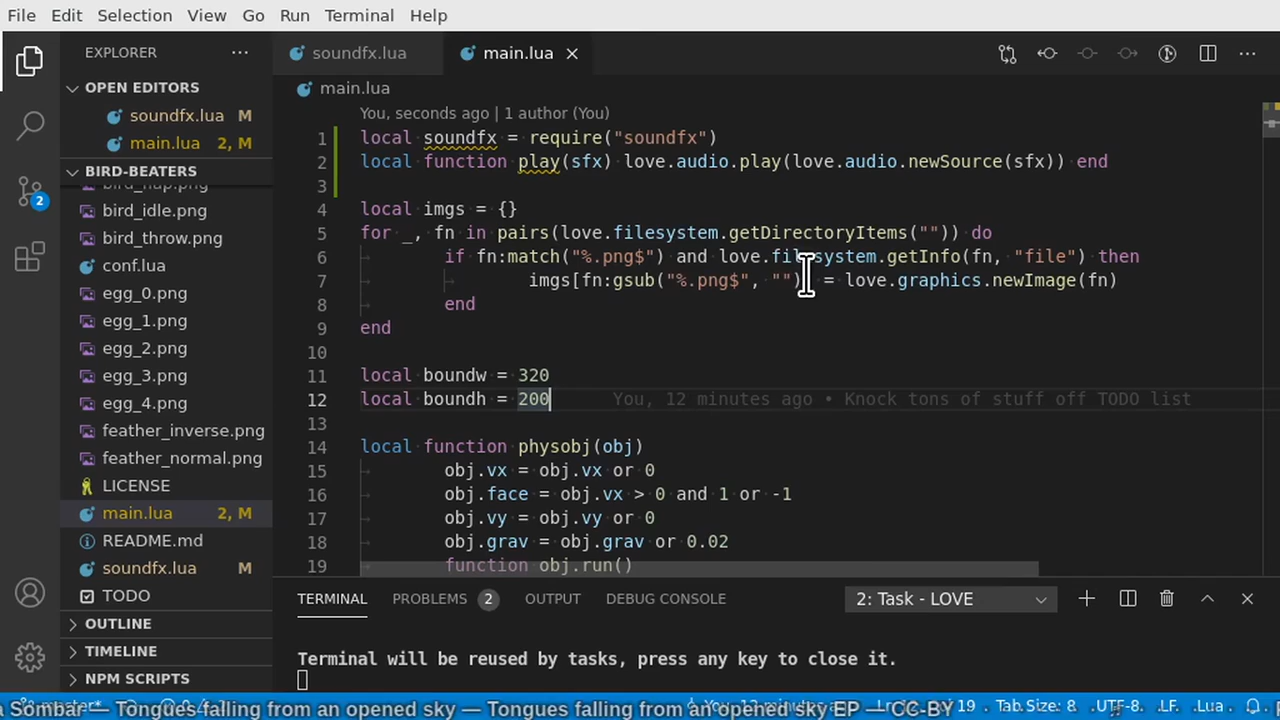 File Edit Selection View Go Run Terminal Help
EXPLORER
OPEN EDITORS
soundfx.lua M
main.lua 2, M
BIRD-BEATERS
bird_flap.png
bird_idle.png
bird_throw.png
conf.lua
egg_0.png
egg_1.png
egg_2.png
egg_3.png
egg_4.png
feather_inverse.png
feather_normal.png
LICENSE
main.lua 2, M
README.md
soundfx.lua M
TODO
OUTLINE
TIMELINE
NPM SCRIPTS
2
soundfx.lua main.lua
main.lua
You, seconds ago | 1 author (You)
1 local soundfx = require("soundfx")
2 local function play(sfx) love.audio.play(love.audio.newSource(sfx)) end
3
4 local imgs = {}
5 for _, fn in pairs(love.filesystem.getDirectoryItems("")) do
6 if fn:match("%.png$") and love.filesystem.getInfo(fn, "file") then
7 imgs[fn:gsub("%.png$", "")] = love.graphics.newImage(fn)
8 end
9 end
10
11 local boundw = 320
12 local boundh = 200 You, 12 minutes ago • Knock tons of stuff off TODO list
13
14 local function physobj(obj)
15 obj.vx = obj.vx or 0
16 obj.face = obj.vx > 0 and 1 or -1
17 obj.vy = obj.vy or 0
18 obj.grav = obj.grav or 0.02
19 function obj.run()
TERMINAL PROBLEMS 2 OUTPUT DEBUG CONSOLE 2: Task - LOVE
Terminal will be reused by tasks, press any key to close it.
a Sombar — Tongues falling from an opened sky — Tongues falling from an opened sky EP — CC-BY
Tab Size: 8 UTF-8 LF Lua